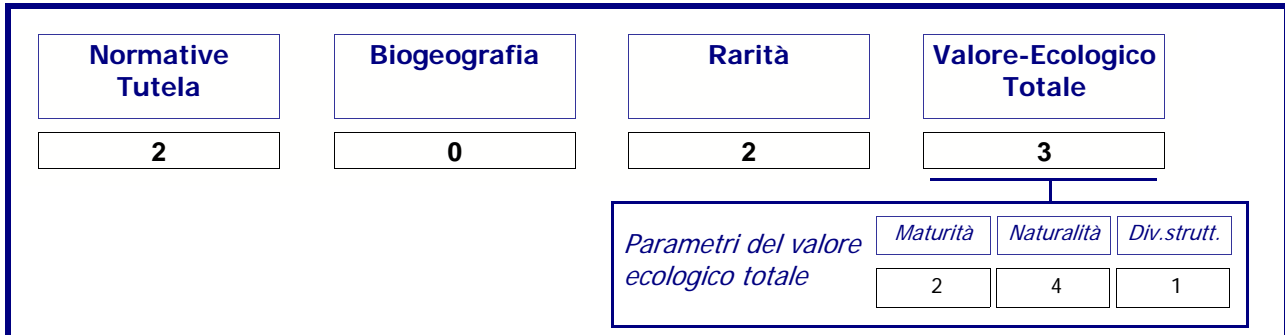 Normative
Tutela
Biogeografia
Rarità
Valore-Ecologico
Totale
2
0
2
3
Parametri del valore
ecologico totale
Maturità
Naturalità
Div.strutt.
2
4
1